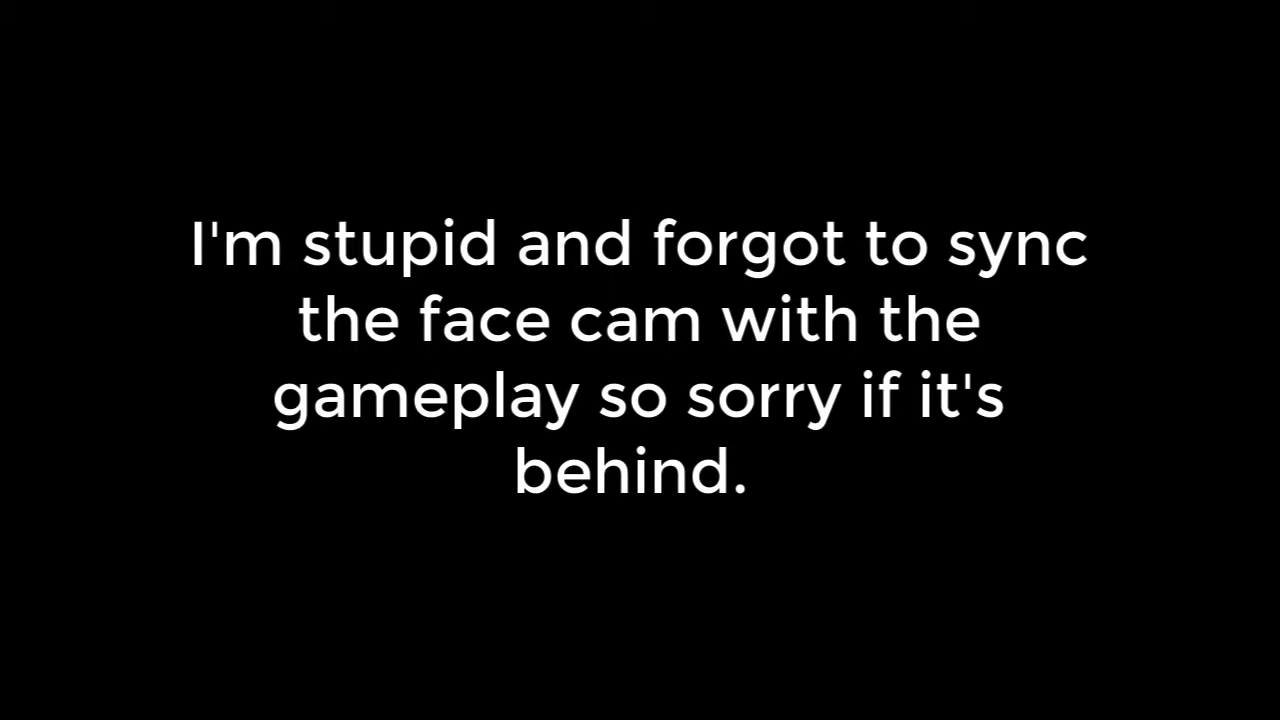 I'm stupid and forgot to sync
the face cam with the
gameplay so sorry if it's
behind.